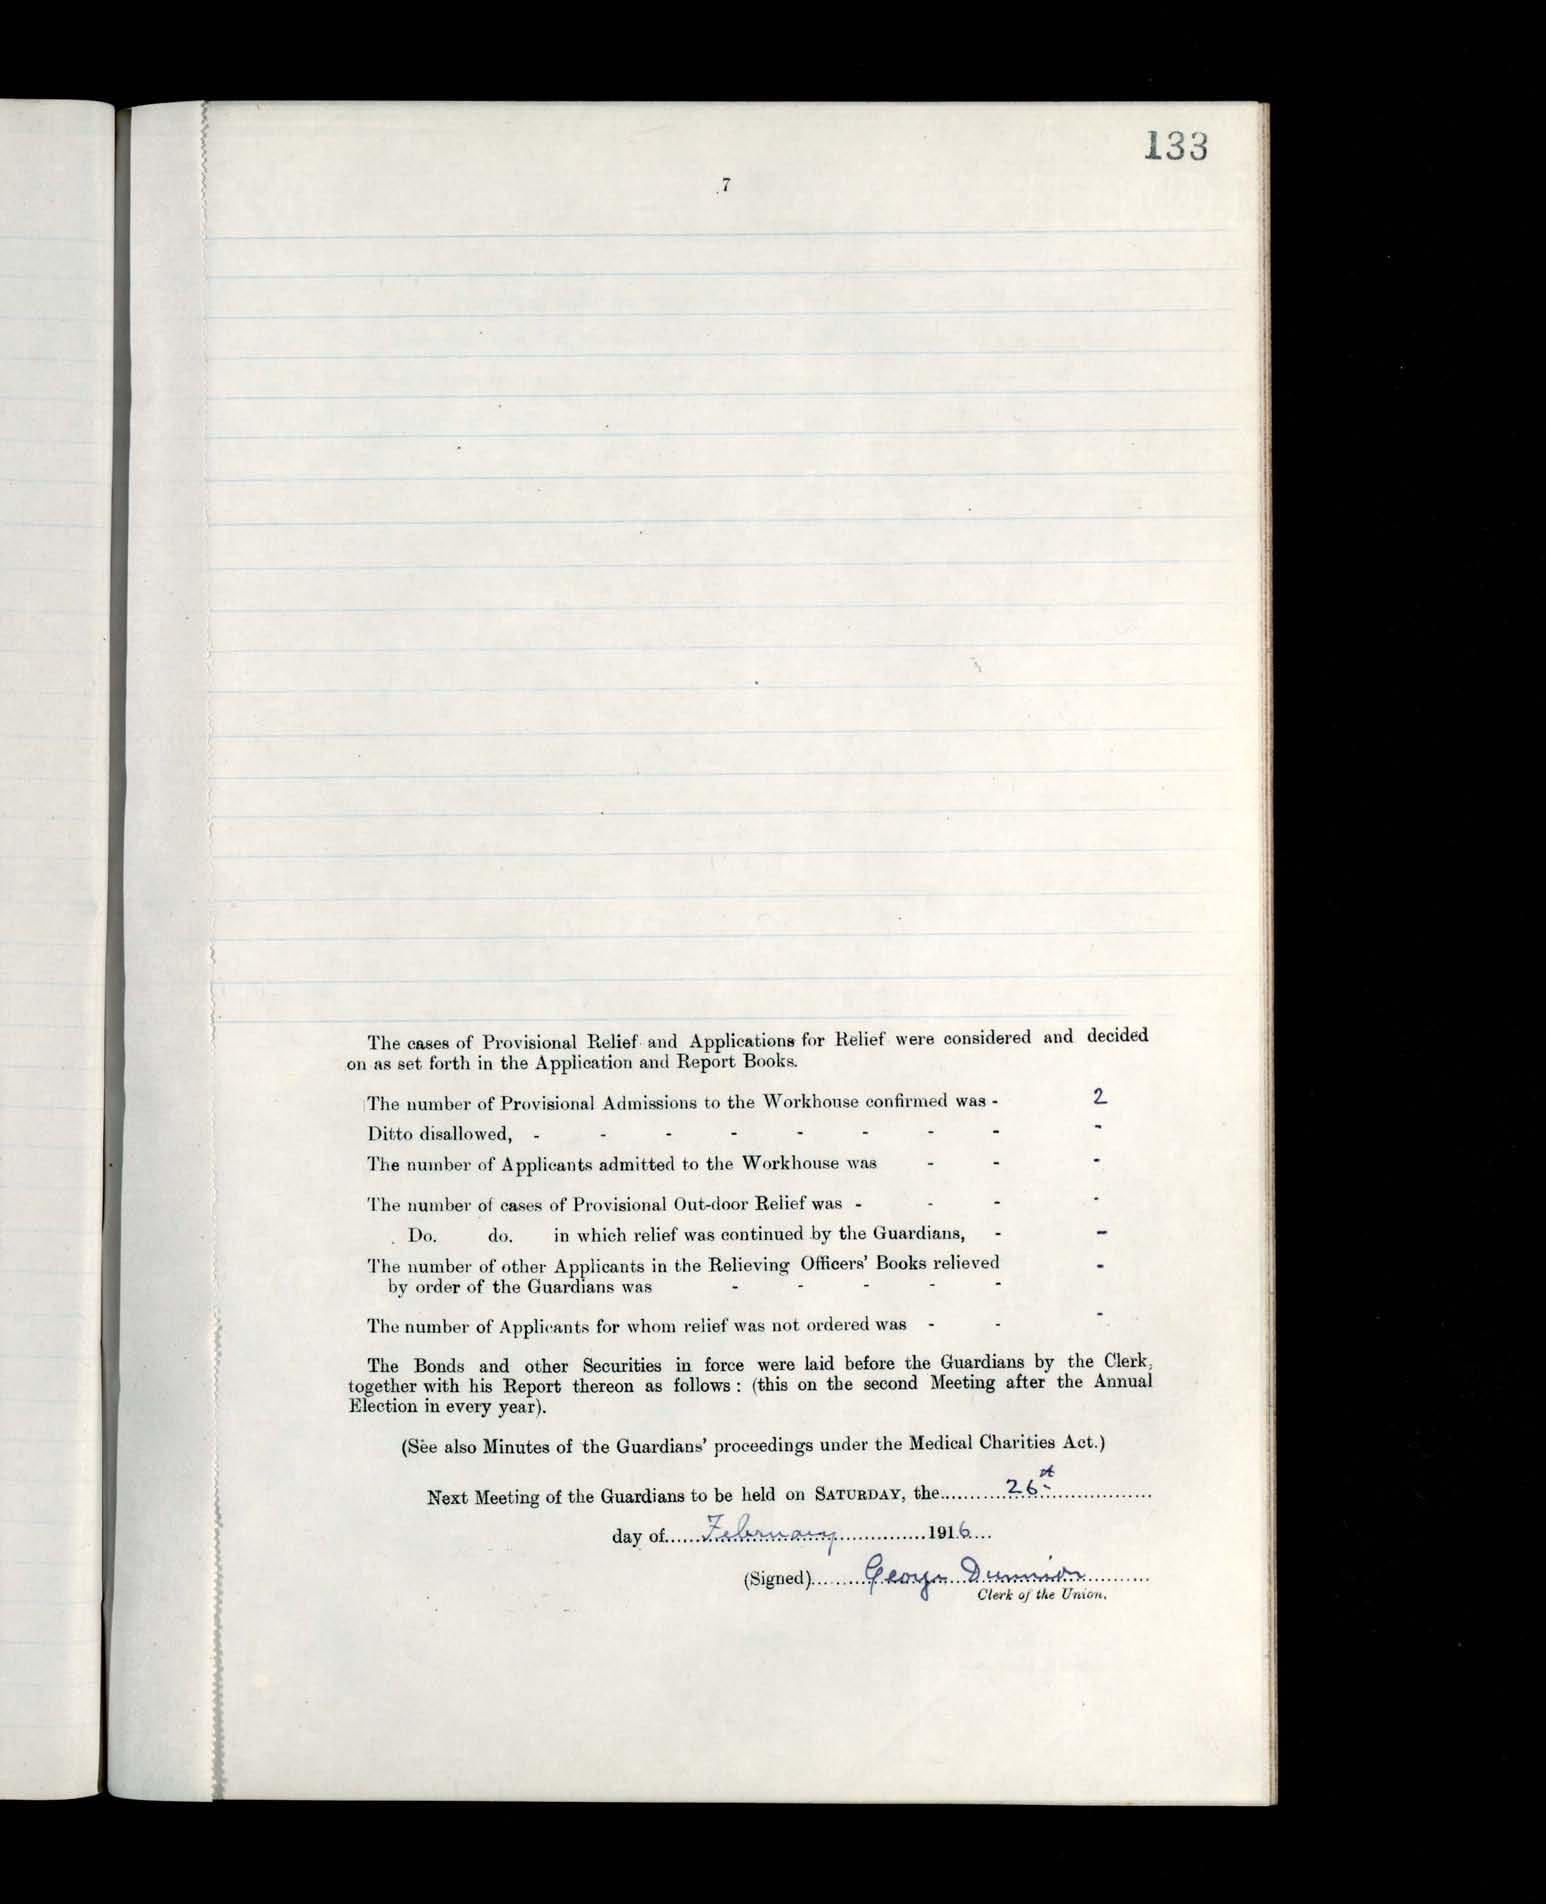 133
7
The cases of Provisional Relief and Applications for Relief were considered and decided
on as set forth in the Application and Report Books.
The number of Provisional Admissions to the Workhouse confirmed was - 2
Ditto disallowed, - - - - - - - - -
The number of Applicants admitted to the Workhouse was - - -
The number of cases of Provisional Out-door Relief was - - - -
Do. do. in which relief was continued by the Guardians, - -
The number of other Applicants in the Relieving Officers' Books relieved -
by order of the Guardians was - - - - -
The number of Applicants for whom relief was not ordered was - - -
The Bonds and other Securities in force were laid before the Guardians by the Clerk,
together with his Report thereon as follows : (this on the second Meeting after the Annual
Election in every year).
(See also Minutes of the Guardians' proceedings under the Medical Charities Act.)
Next Meeting of the Guardians to be held on SATURDAY, the 26th
day of February 1916
(Signed) George
Clerk of the Union.